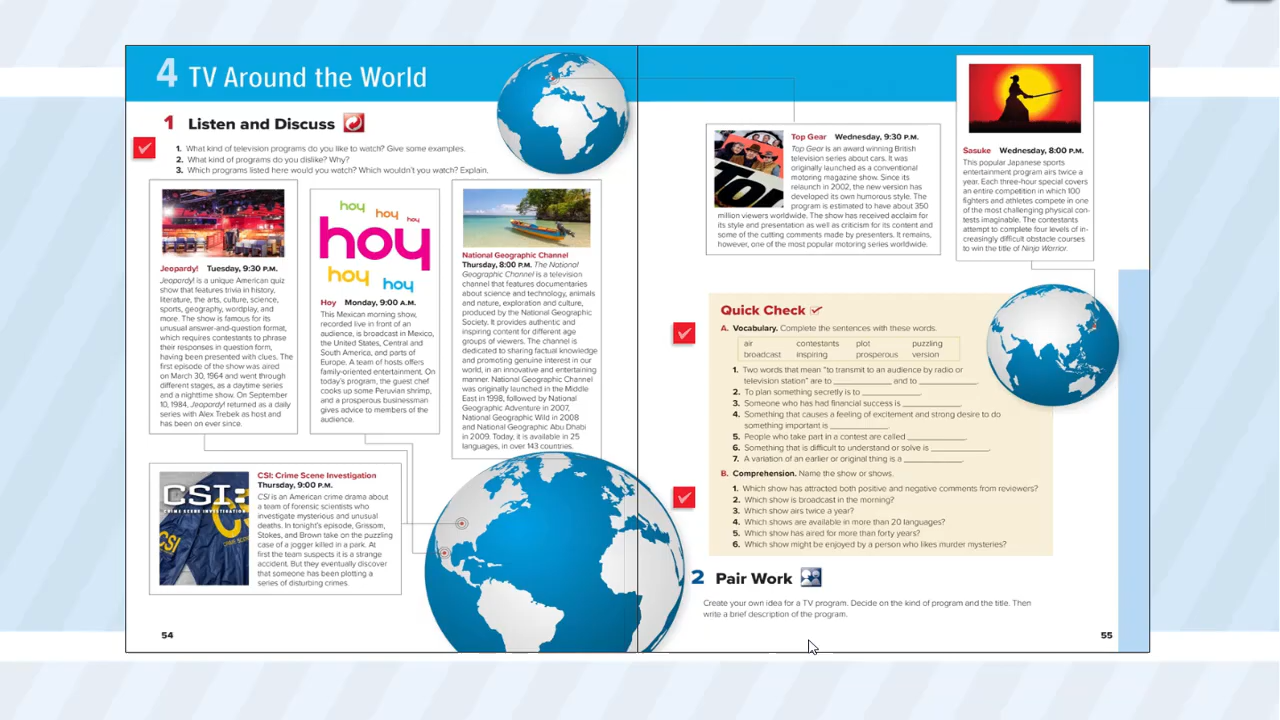 4 TV Around the World
1 Listen and Discuss
1. What kind of television programs do you like to watch? Give some examples.
2. What kind of programs do you dislike? Why?
3. Which programs listed here would you watch? Which wouldn't you watch? Explain.
Jeopardy! Tuesday, 9:30 P.M.
Jeopardy! is a unique American quiz
show that features trivia in history,
literature, the arts, culture, science,
sports, geography, wordplay, and
more. The show is famous for its
unusual answer-and-question format,
which requires contestants to phrase
their responses in question form,
having been presented with clues. The
first episode of the show was aired
on March 30, 1964 and went through
different stages, as a daytime series
and a nighttime show. On September
10, 1984, Jeopardy! returned as a daily
series with Alex Trebek as host and
has been on ever since.
hoy
hoy
hoy
hoy
hoy
hoy
Hoy Monday, 9:00 A.M.
This Mexican morning show,
recorded live in front of an
audience, is broadcast in Mexico,
the United States, Central and
South America, and parts of
Europe. A team of hosts offers
family-oriented entertainment. On
today's program, the guest chef
cooks up some Peruvian shrimp,
and a prosperous businessman
gives advice to members of the
audience.
National Geographic Channel
Thursday, 8:00 P.M. The National
Geographic Channel is a television
channel that features documentaries
about science and technology, animals
and nature, exploration and culture,
produced by the National Geographic
Society. It provides authentic and
inspiring content for different age
groups of viewers. The channel is
dedicated to sharing factual knowledge
and promoting genuine interest in our
world, in an innovative and entertaining
manner. National Geographic Channel
was originally launched in the Middle
East in 1998, followed by National
Geographic Adventure in 2007,
National Geographic Wild in 2008
and National Geographic Abu Dhabi
in 2009. Today, it is available in 25
languages, in over 143 countries.
CSI:
CRIME SCENE INVESTIGATION
CSI
CSI: Crime Scene Investigation
Thursday, 9:00 P.M.
CSI is an American crime drama about
a team of forensic scientists who
investigate mysterious and unusual
deaths. In tonight's episode, Grissom,
Stokes, and Brown take on the puzzling
case of a jogger killed in a park. At
first the team suspects it is a strange
accident. But they eventually discover
that someone has been plotting a
series of disturbing crimes.
54
Top Gear Wednesday, 9:30 P.M.
Top Gear is an award winning British
television series about cars. It was
originally launched as a conventional
motoring magazine show. Since its
relaunch in 2002, the new version has
developed its own humorous style. The
program is estimated to have about 350
million viewers worldwide. The show has received acclaim for
its style and presentation as well as criticism for its content and
some of the cutting comments made by presenters. It remains,
however, one of the most popular motoring series worldwide.
Sasuke Wednesday, 8:00 P.M.
This popular Japanese sports
entertainment program airs twice a
year. Each three-hour special covers
an entire competition in which 100
fighters and athletes compete in one
of the most challenging physical con-
tests imaginable. The contestants
attempt to complete four levels of in-
creasingly difficult obstacle courses
to win the title of Ninja Warrior.
Quick Check
A. Vocabulary. Complete the sentences with these words.
air contestants plot puzzling
broadcast inspiring prosperous version
1. Two words that mean "to transmit to an audience by radio or
television station" are to ____________ and to ____________.
2. To plan something secretly is to ____________.
3. Someone who has had financial success is ____________.
4. Something that causes a feeling of excitement and strong desire to do
something important is ____________.
5. People who take part in a contest are called ____________.
6. Something that is difficult to understand or solve is ____________.
7. A variation of an earlier or original thing is a ____________.
B. Comprehension. Name the show or shows.
1. Which show has attracted both positive and negative comments from reviewers?
2. Which show is broadcast in the morning?
3. Which show airs twice a year?
4. Which shows are available in more than 20 languages?
5. Which show has aired for more than forty years?
6. Which show might be enjoyed by a person who likes murder mysteries?
2 Pair Work
Create your own idea for a TV program. Decide on the kind of program and the title. Then
write a brief description of the program.
55